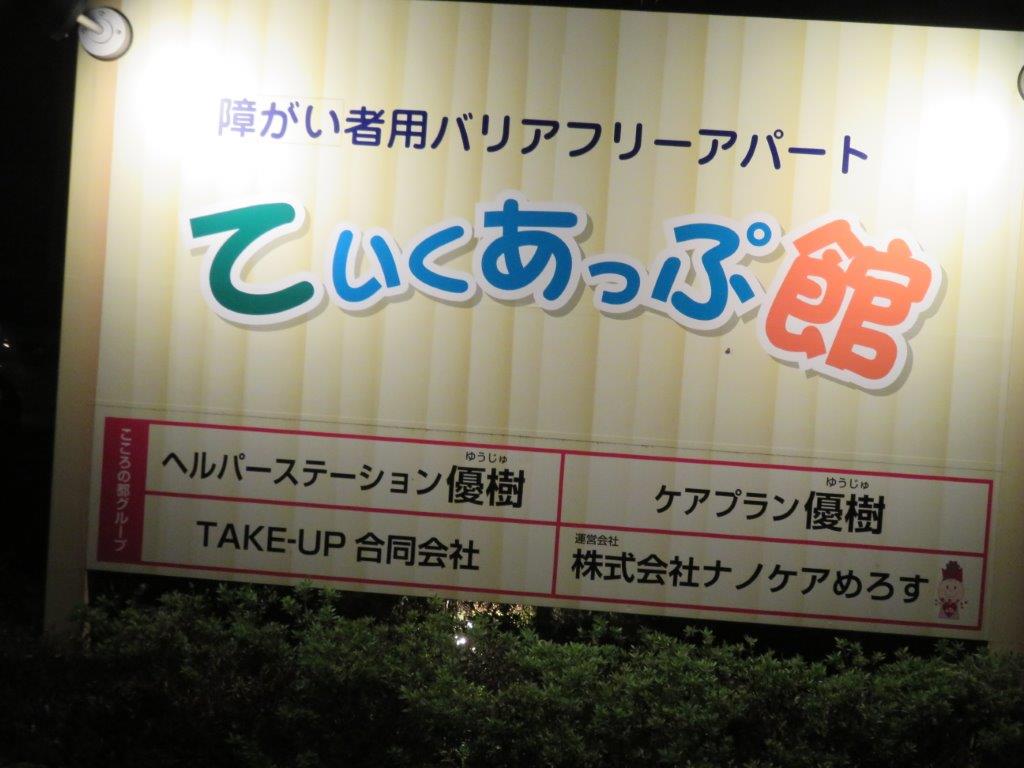 障がい者用バリアフリーアパート
てぃくあっぷ館
こころの都グループ
ゆうじゅ
ヘルパーステーション優樹
ゆうじゅ
ケアプラン優樹
TAKE-UP 合同会社
運営会社
株式会社ナノケアめろす